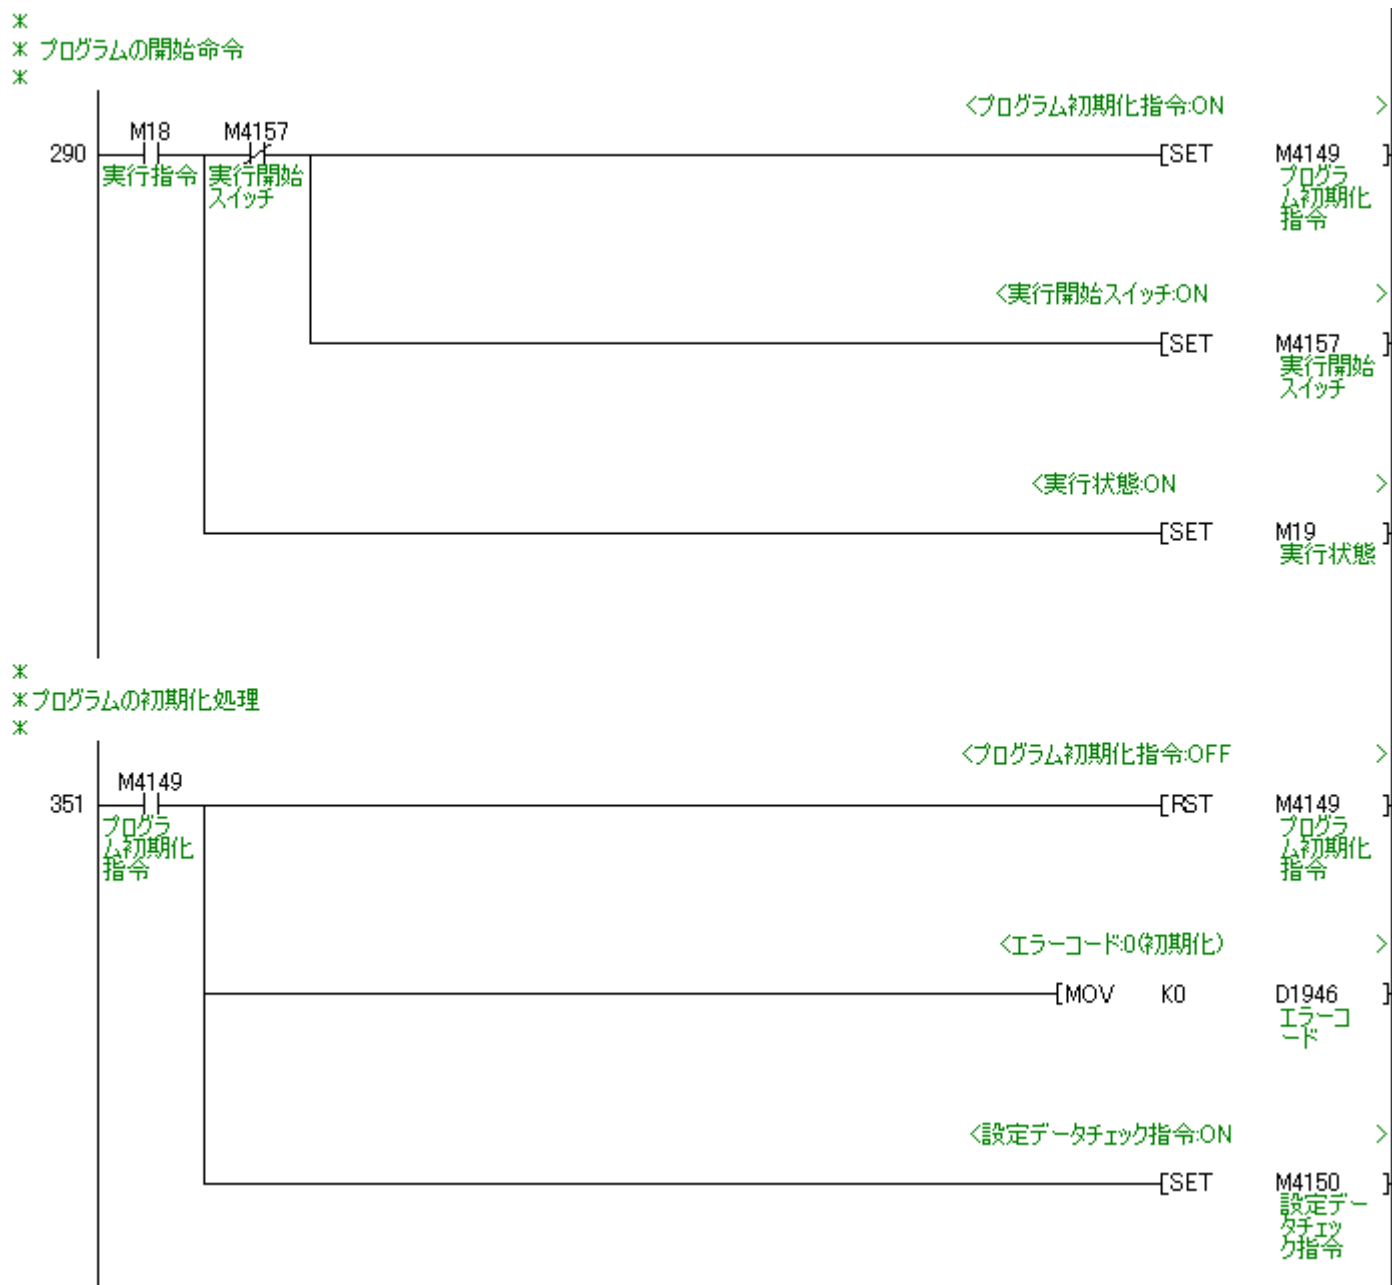 *
* プログラムの開始命令
*
<プログラム初期化指令:ON >
M18 M4157
290 [SET M4149 ]
実行指令 実行開始 プログラ
スイッチ ム初期化
指令
<実行開始スイッチ:ON >
[SET M4157 ]
実行開始
スイッチ
<実行状態:ON >
[SET M19 ]
実行状態
*
*プログラムの初期化処理
*
<プログラム初期化指令:OFF >
M4149
351 [RST M4149 ]
プログラ プログラ
ム初期化 ム初期化
指令 指令
<エラーコード:0(初期化) >
[MOV K0 D1946 ]
エラーコ
ード
<設定データチェック指令:ON >
[SET M4150 ]
設定デー
タチェッ
ク指令